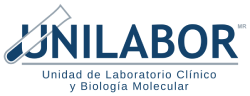 UNILABOR MR
Unidad de Laboratorio Clínico
y Biología Molecular